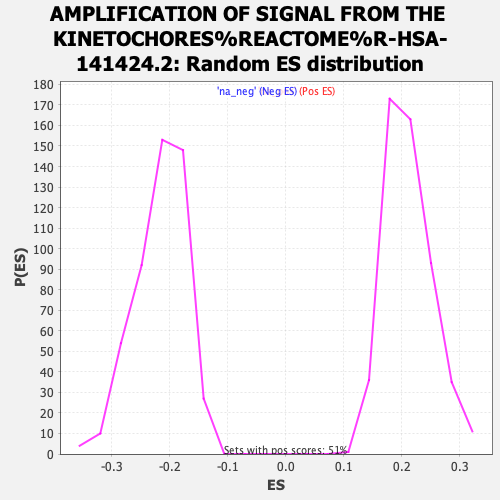 AMPLIFICATION OF SIGNAL FROM THE
KINETOCHORES%REACTOME%R-HSA-
141424.2: Random ES distribution
'na_neg' (Neg ES) (Pos ES)
180
170
160
150
140
130
120
110
100
90
80
70
60
50
40
30
20
10
0
P(ES)
Sets with pos scores: 51%
-0.3 -0.2 -0.1 0.0 0.1 0.2 0.3
ES